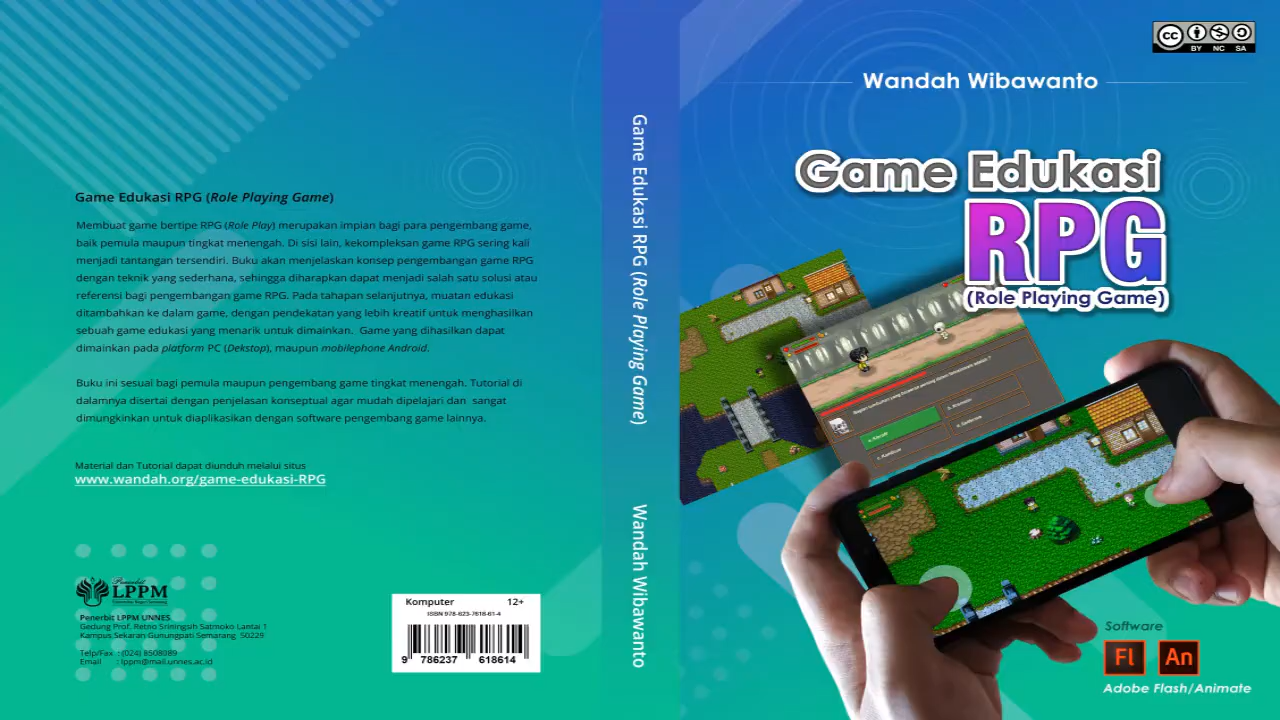 Game Edukasi RPG (Role Playing Game)
Membuat game bertipe RPG (Role Play) merupakan impian bagi para pengembang game,
baik pemula maupun tingkat menengah. Di sisi lain, kekompleksan game RPG sering kali
menjadi tantangan tersendiri. Buku akan menjelaskan konsep pengembangan game RPG
dengan teknik yang sederhana, sehingga diharapkan dapat menjadi salah satu solusi atau
referensi bagi pengembangan game RPG. Pada tahapan selanjutnya, muatan edukasi
ditambahkan ke dalam game, dengan pendekatan yang lebih kreatif untuk menghasilkan
sebuah game edukasi yang menarik untuk dimainkan. Game yang dihasilkan dapat
dimainkan pada platform PC (Dekstop), maupun mobilephone Android.
Buku ini sesuai bagi pemula maupun pengembang game tingkat menengah. Tutorial di
dalamnya disertai dengan penjelasan konseptual agar mudah dipelajari dan sangat
dimungkinkan untuk diaplikasikan dengan software pengembang game lainnya.
Material dan Tutorial dapat diunduh melalui situs
www.wandah.org/game-edukasi-RPG
Penerbit
LPPM
Penerbit LPPM UNNES
Gedung Prof. Retno Sriningsih Satmoko Lantai 1
Kampus Sekaran Gunungpati Semarang 50229
Telp/Fax : (024) 8508089
Email : lppm@mail.unnes.ac.id
Komputer 12+
ISBN 978-623-7618-61-4
9 786237 618614
Game Edukasi RPG (Role Playing Game)
Wandah Wibawanto
cc BY NC SA
Wandah Wibawanto
Game Edukasi
RPG
(Role Playing Game)
Software
Fl An
Adobe Flash/Animate